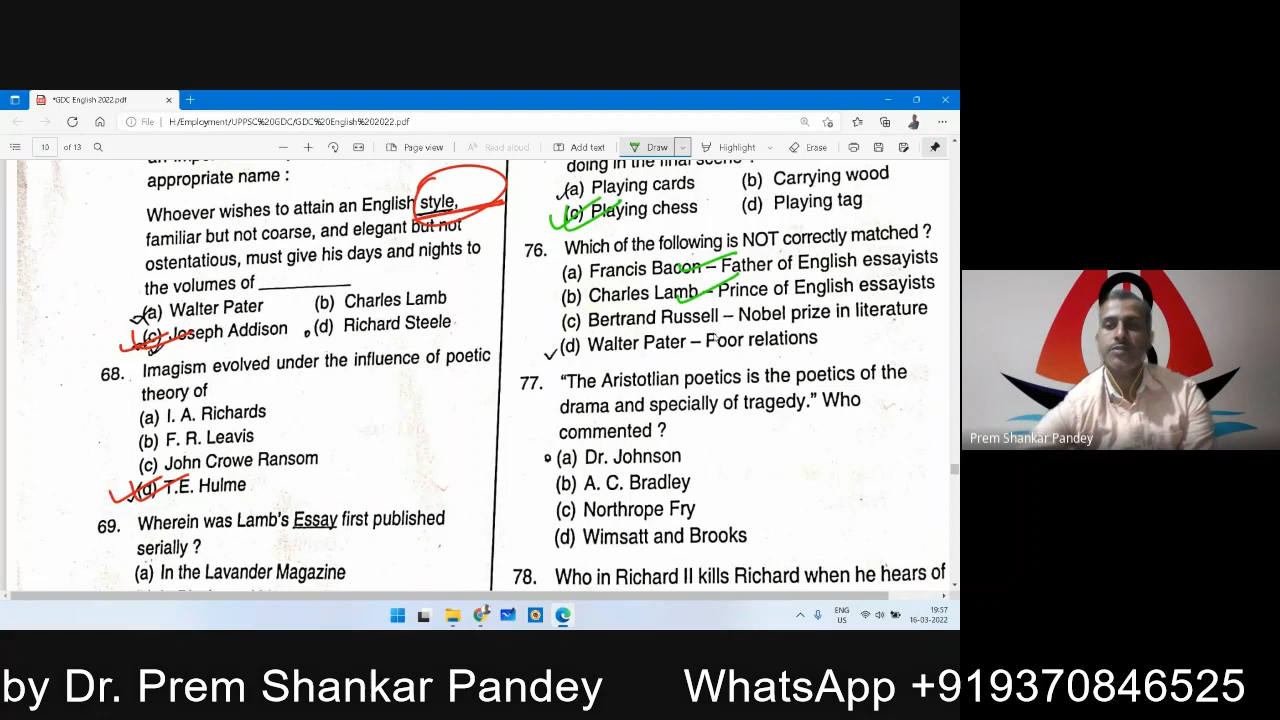 *GDC English 2022.pdf
File H:/Employment/UPPSC%20GDC/GDC%20English%202022.pdf
10 of 13 Page view Read aloud Add text Draw Highlight Erase
appropriate name :
Whoever wishes to attain an English style,
familiar but not coarse, and elegant but not
ostentatious, must give his days and nights to
the volumes of ____________
(a) Walter Pater (b) Charles Lamb
(c) Joseph Addison (d) Richard Steele
68. Imagism evolved under the influence of poetic
theory of
(a) I. A. Richards
(b) F. R. Leavis
(c) John Crowe Ransom
(d) T.E. Hulme
69. Wherein was Lamb's Essay first published
serially ?
(a) In the Lavander Magazine
doing in the final scene ?
(a) Playing cards (b) Carrying wood
(c) Playing chess (d) Playing tag
76. Which of the following is NOT correctly matched ?
(a) Francis Bacon – Father of English essayists
(b) Charles Lamb – Prince of English essayists
(c) Bertrand Russell – Nobel prize in literature
(d) Walter Pater – Poor relations
77. “The Aristotlian poetics is the poetics of the
drama and specially of tragedy.” Who
commented ?
(a) Dr. Johnson
(b) A. C. Bradley
(c) Northrope Fry
(d) Wimsatt and Brooks
78. Who in Richard II kills Richard when he hears of
Prem Shankar Pandey
ENG
US
19:57
16-03-2022
by Dr. Prem Shankar Pandey WhatsApp +919370846525